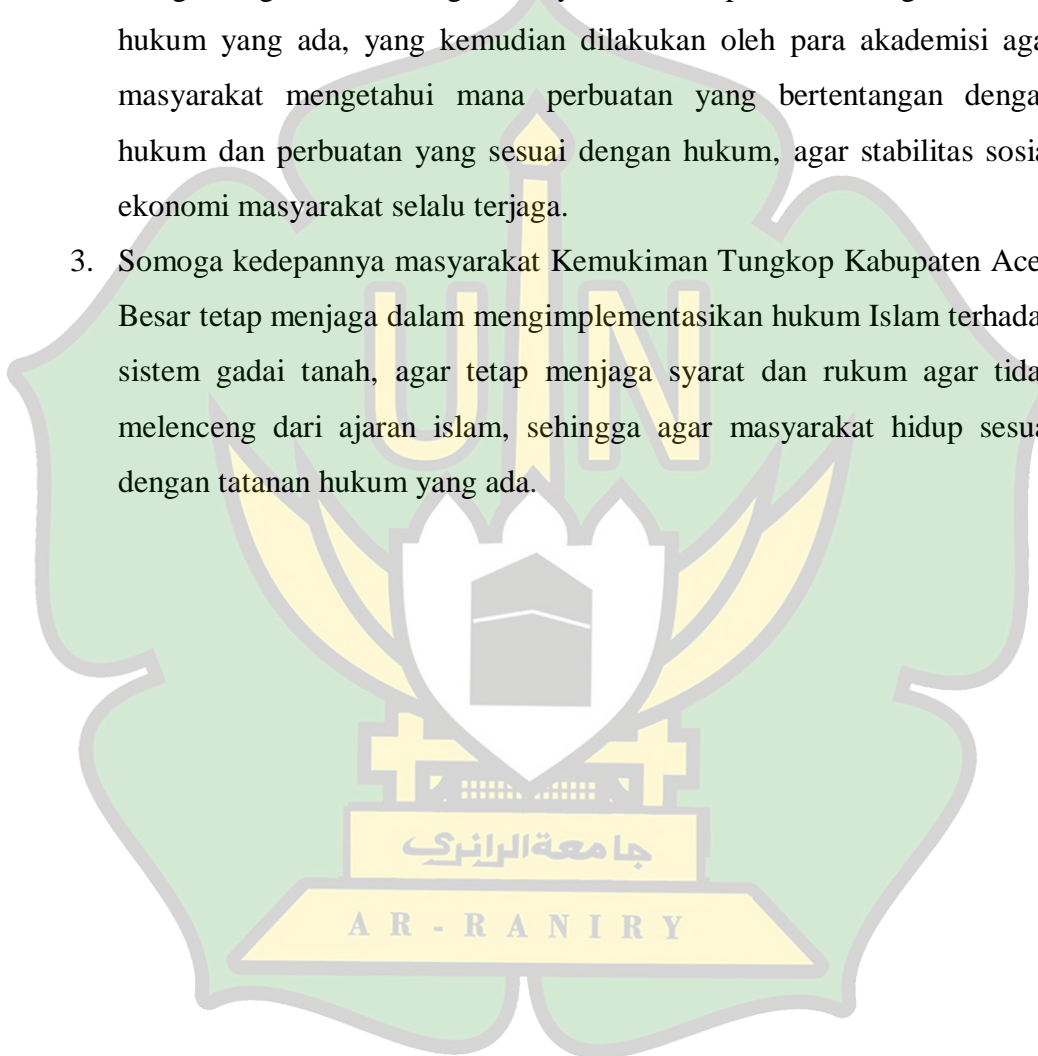 hukum yang ada, yang kemudian dilakukan oleh para akademisi aga
masyarakat mengetahui mana perbuatan yang bertentangan denga
hukum dan perbuatan yang sesuai dengan hukum, agar stabilitas sosia
ekonomi masyarakat selalu terjaga.
3. Somoga kedepannya masyarakat Kemukiman Tungkop Kabupaten Ace
Besar tetap menjaga dalam mengimplementasikan hukum Islam terhada
sistem gadai tanah, agar tetap menjaga syarat dan rukum agar tida
melenceng dari ajaran islam, sehingga agar masyarakat hidup sesua
dengan tatanan hukum yang ada.
UIN
جامعةالرانري
AR - RANIRY